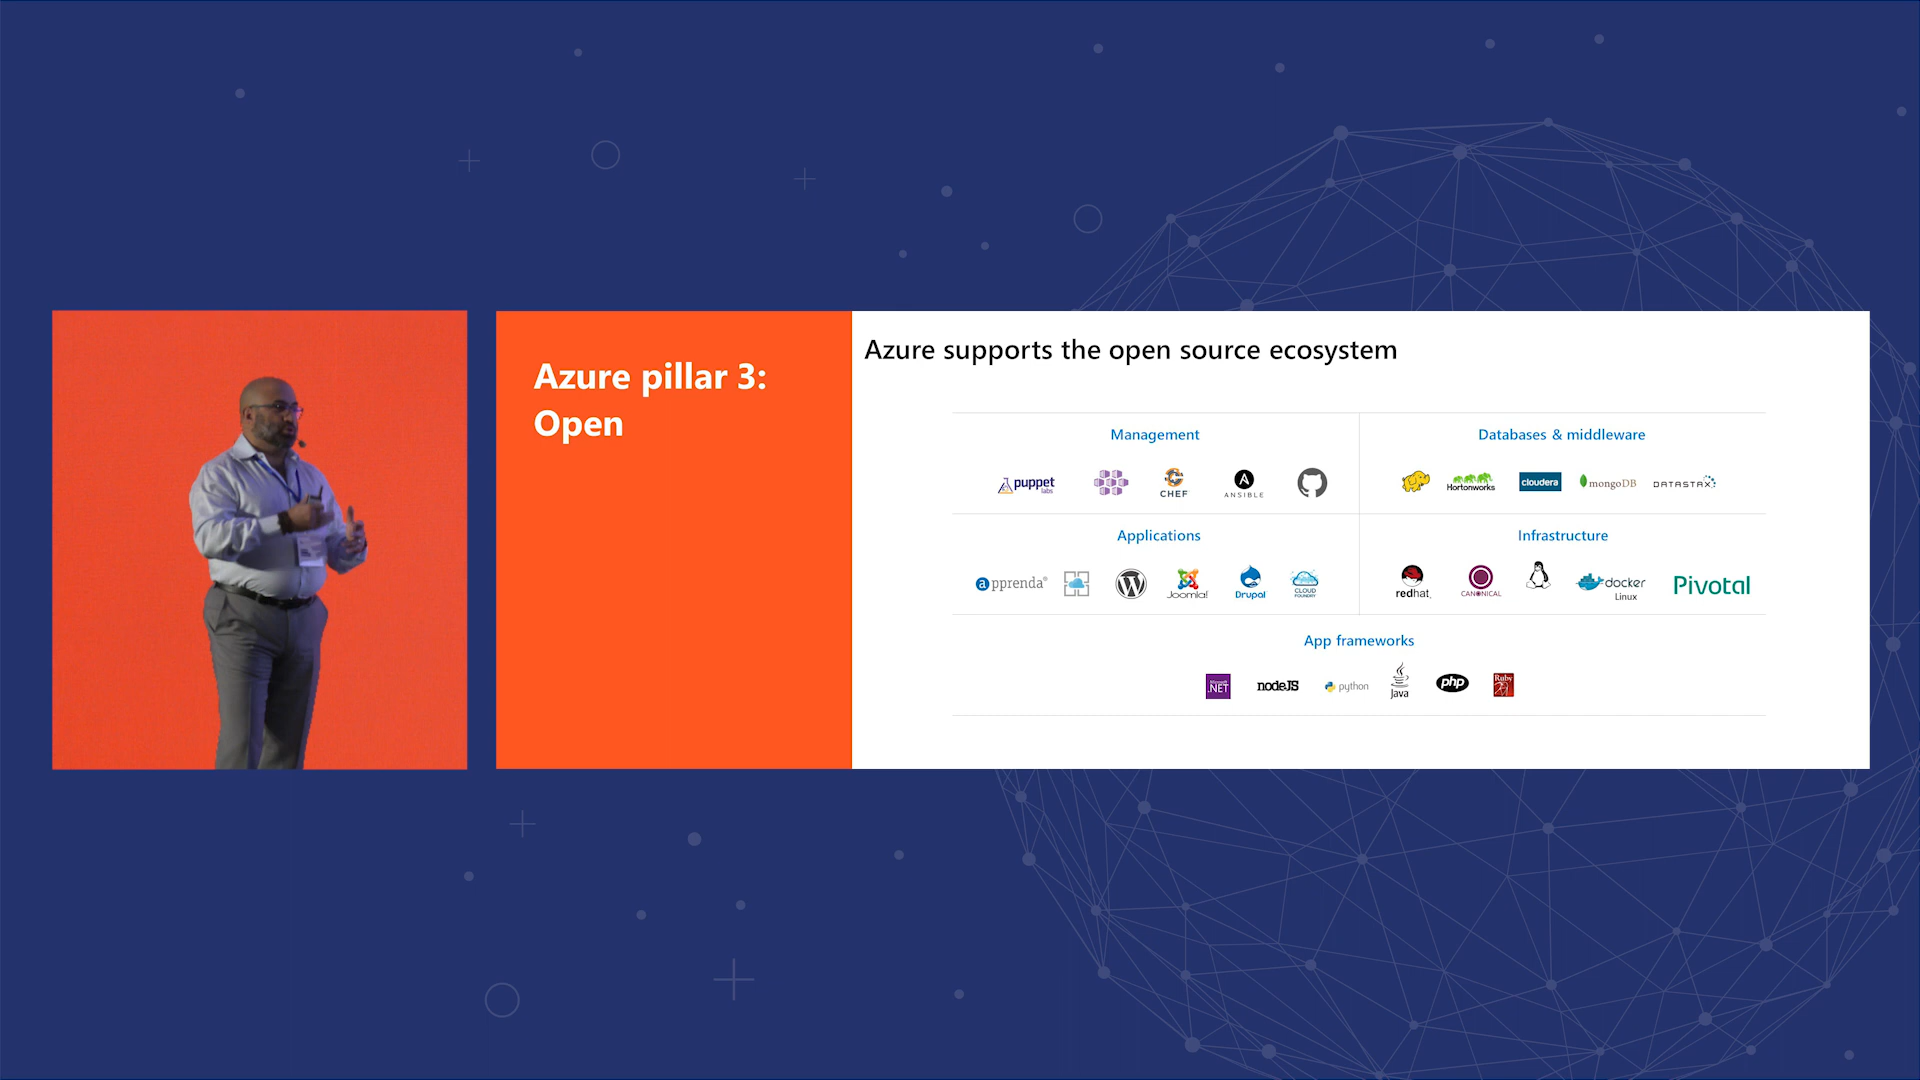 Azure pillar 3:
Open
Azure supports the open source ecosystem
Management
puppet
labs
CHEF
ANSIBLE
Databases & middleware
Hortonworks
cloudera
mongoDB
DATASTAX
Applications
apprenda
Joomla!
Drupal
CLOUD
FOUNDRY
Infrastructure
redhat.
CANONICAL
docker
Linux
Pivotal
App frameworks
Microsoft
.NET
nodeJS
python
Java
php
Ruby